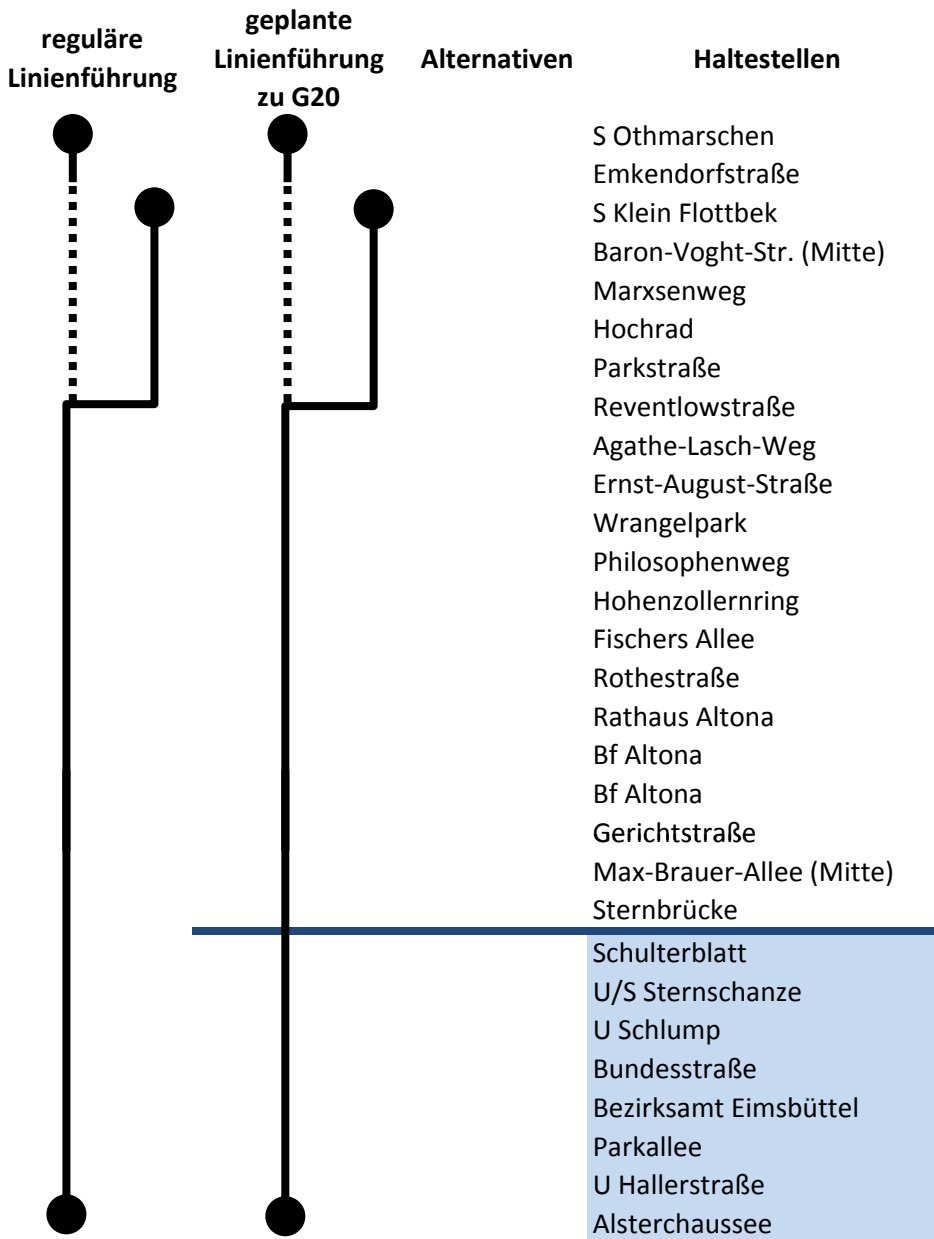 reguläre
Linienführung
geplante
Linienführung
zu G20
Alternativen
Haltestellen
S Othmarschen
Emkendorfstraße
S Klein Flottbek
Baron-Voght-Str. (Mitte)
Marxsenweg
Hochrad
Parkstraße
Reventlowstraße
Agathe-Lasch-Weg
Ernst-August-Straße
Wrangelpark
Philosophenweg
Hohenzollernring
Fischers Allee
Rothestraße
Rathaus Altona
Bf Altona
Bf Altona
Gerichtstraße
Max-Brauer-Allee (Mitte)
Sternbrücke
Schulterblatt
U/S Sternschanze
U Schlump
Bundesstraße
Bezirksamt Eimsbüttel
Parkallee
U Hallerstraße
Alsterchaussee